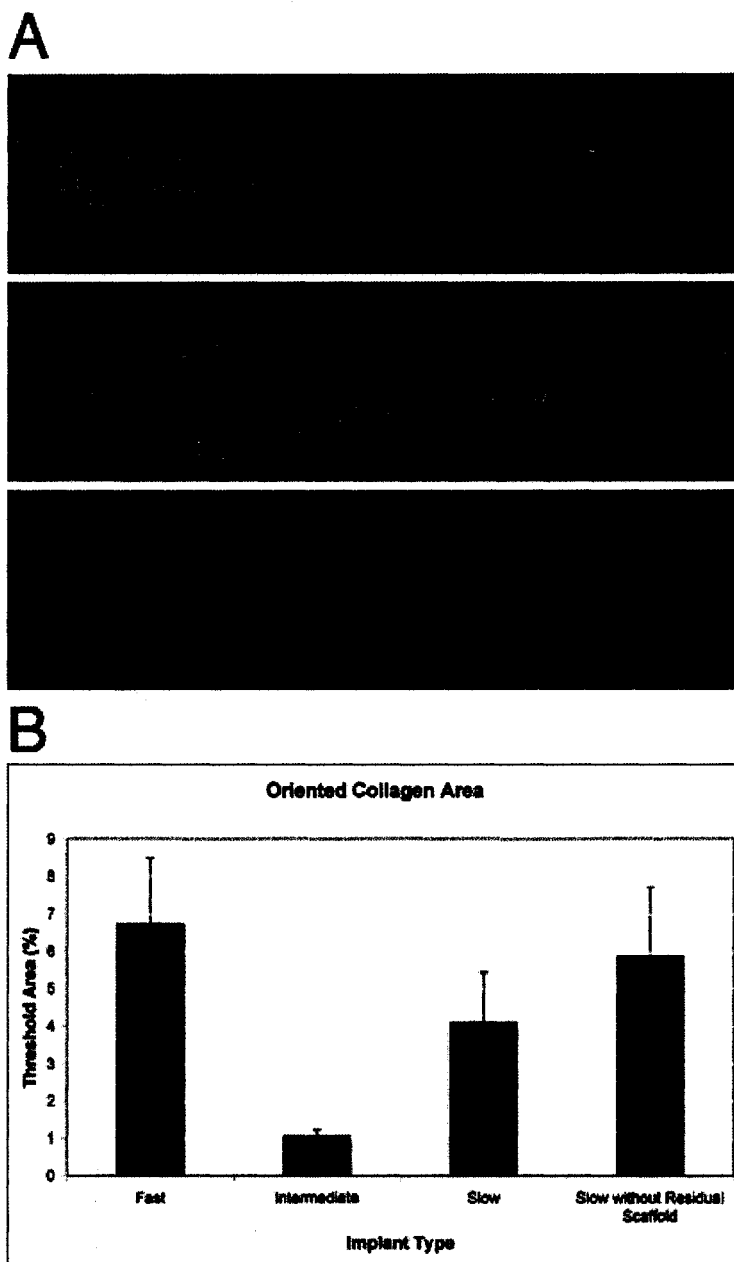 A
B
Oriented Collagen Area
9
8
7
6
5
4
3
2
1
0
Threshold Area (%)
Fast
Intermediate
Slow
Slow without Residual
Scaffold
Implant Type